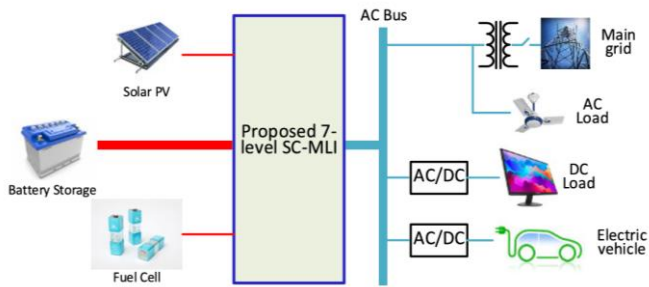 AC Bus
Solar PV
Battery Storage
Fuel Cell
Proposed 7-
level SC-MLI
Main
grid
AC
Load
AC/DC
DC
Load
AC/DC
Electric
vehicle